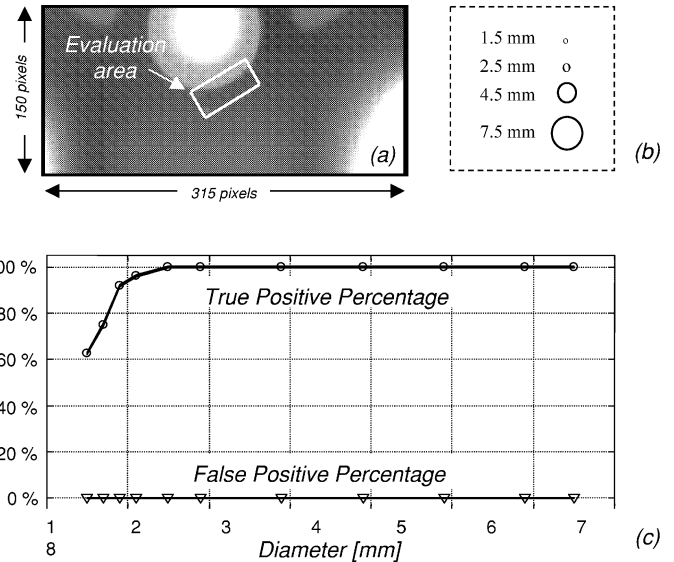 Evaluation
area
150 pixels
(a)
315 pixels
1.5 mm
2.5 mm
4.5 mm
7.5 mm
(b)
00 %
True Positive Percentage
80 %
60 %
40 %
20 %
False Positive Percentage
0 %
1 2 3 4 5 6 7
8
Diameter [mm]
(c)